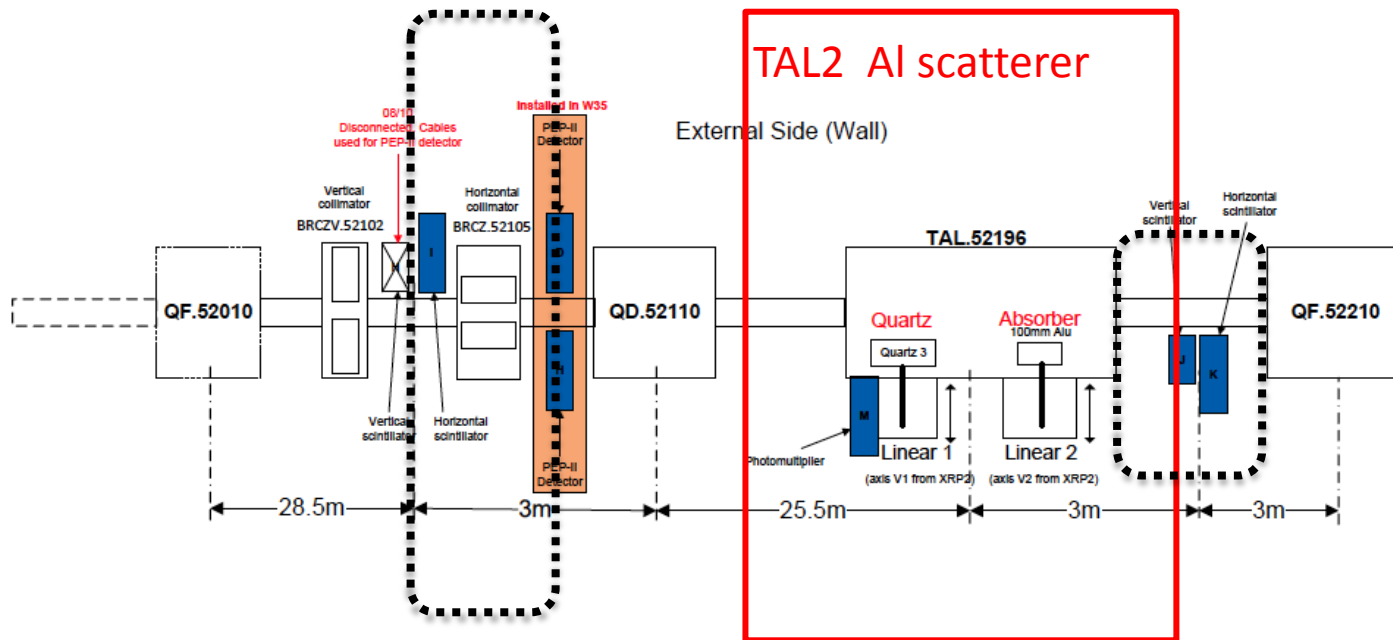 TAL2 Al scatterer
08/10
Disconnected. Cables
used for PEP-II detector
Installed in W35
PEP-II
Detector
External Side (Wall)
Vertical
collimator
BRCZV.52102
Horizontal
collimator
BRCZ.52105
Vertical
scintillator
Horizontal
scintillator
TAL.52196
I
QF.52010
QD.52110
QF.52210
Quartz
Quartz 3
Absorber
100mm Alu
H
J
K
M
Vertical
scintillator
Horizontal
scintillator
Photomultiplier
PEP-II
Detector
Linear 1
(axis V1 from XRP2)
Linear 2
(axis V2 from XRP2)
28.5m
3m
25.5m
3m
3m